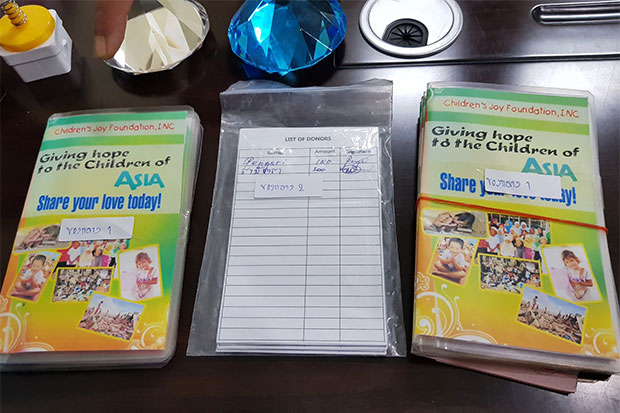 Children's Joy Foundation, INC
Giving hope
to the Children of
ASIA
Share your love today!
ของกลาง 1
LIST OF DONORS
Amount
100
100
ของกลาง 2
Children's Joy Foundation, INC.
Giving hope
to the Children of
ASIA
Share your love today!
ของกลาง 1